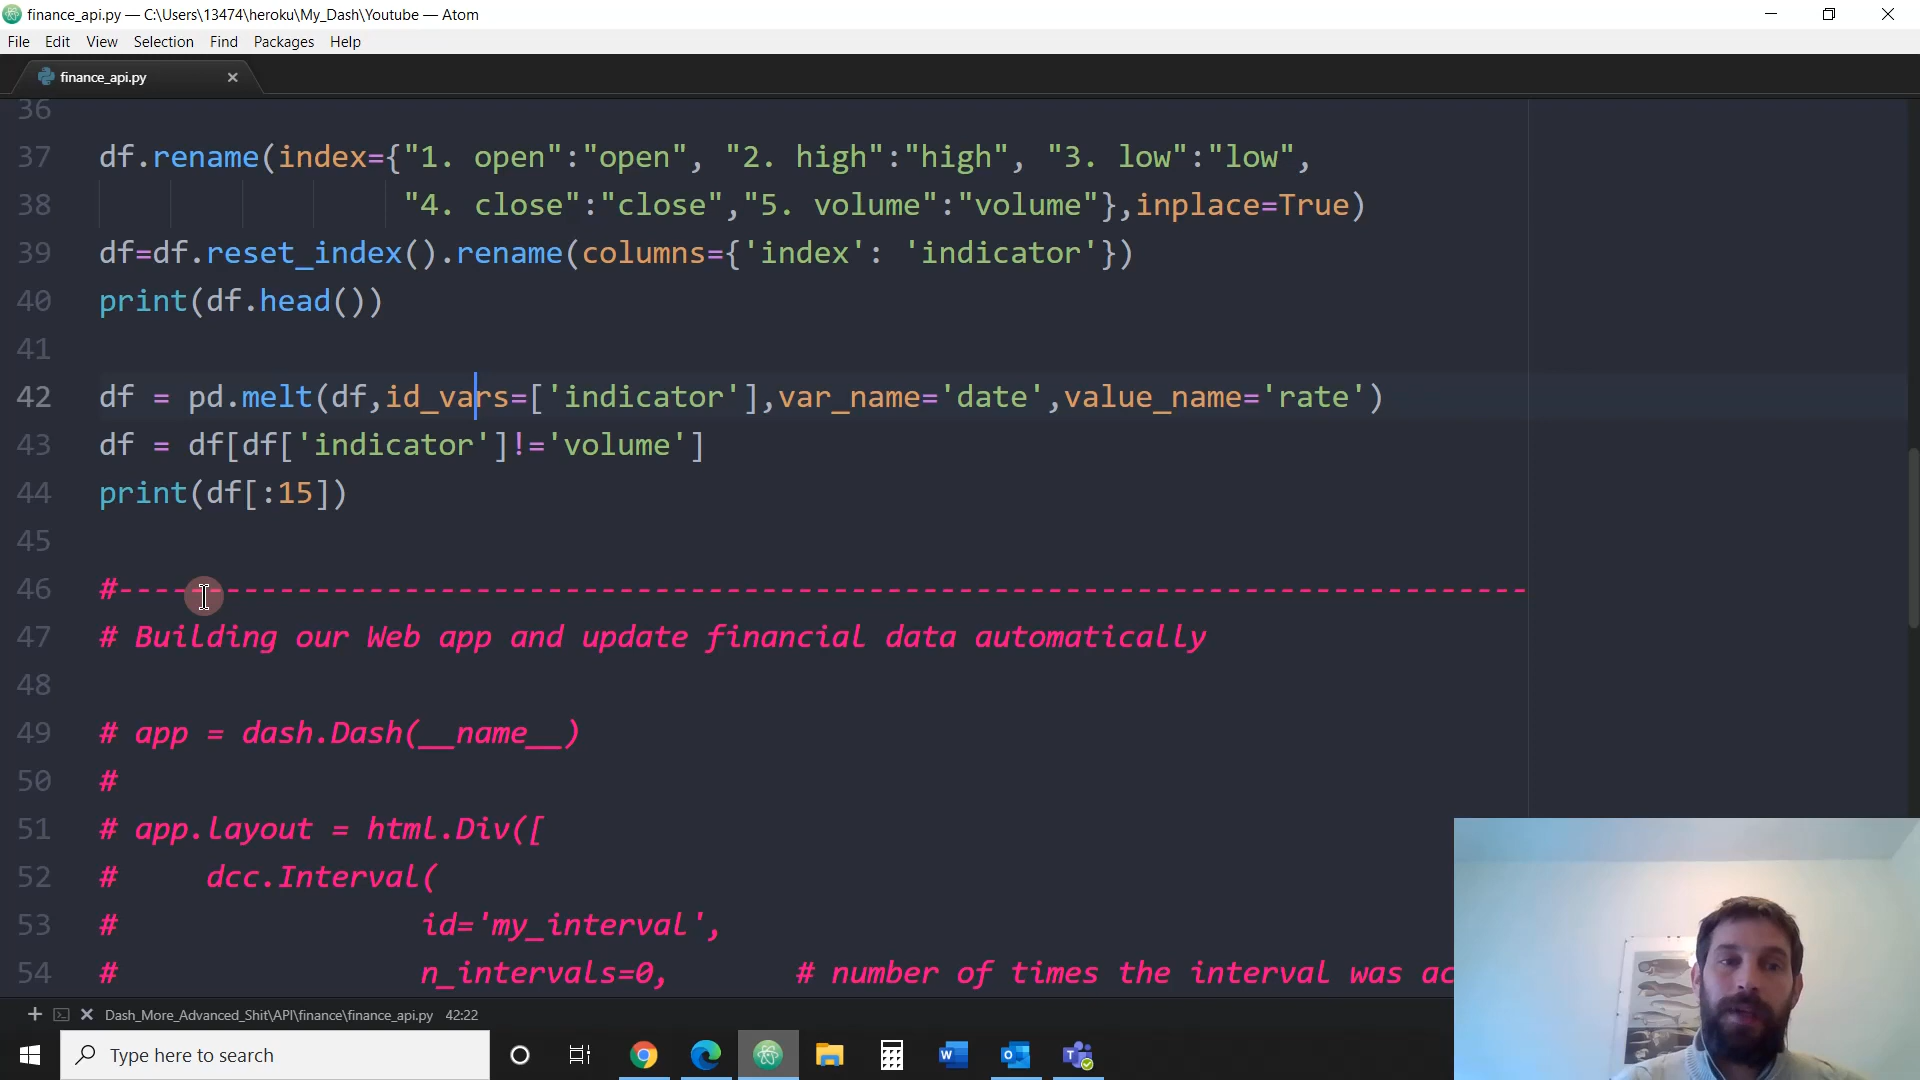 finance_api.py — C:\Users\13474\heroku\My_Dash\Youtube — Atom
File Edit View Selection Find Packages Help
finance_api.py
36
37 df.rename(index={"1. open":"open", "2. high":"high", "3. low":"low",
38 "4. close":"close","5. volume":"volume"},inplace=True)
39 df=df.reset_index().rename(columns={'index': 'indicator'})
40 print(df.head())
41
42 df = pd.melt(df,id_vars=['indicator'],var_name='date',value_name='rate')
43 df = df[df['indicator']!='volume']
44 print(df[:15])
45
46 #-------------------------------------------------------------------------------
47 # Building our Web app and update financial data automatically
48
49 # app = dash.Dash(__name__)
50 #
51 # app.layout = html.Div([
52 # dcc.Interval(
53 # id='my_interval',
54 # n_intervals=0, # number of times the interval was ac
Dash_More_Advanced_Shit\API\finance\finance_api.py 42:22
Type here to search